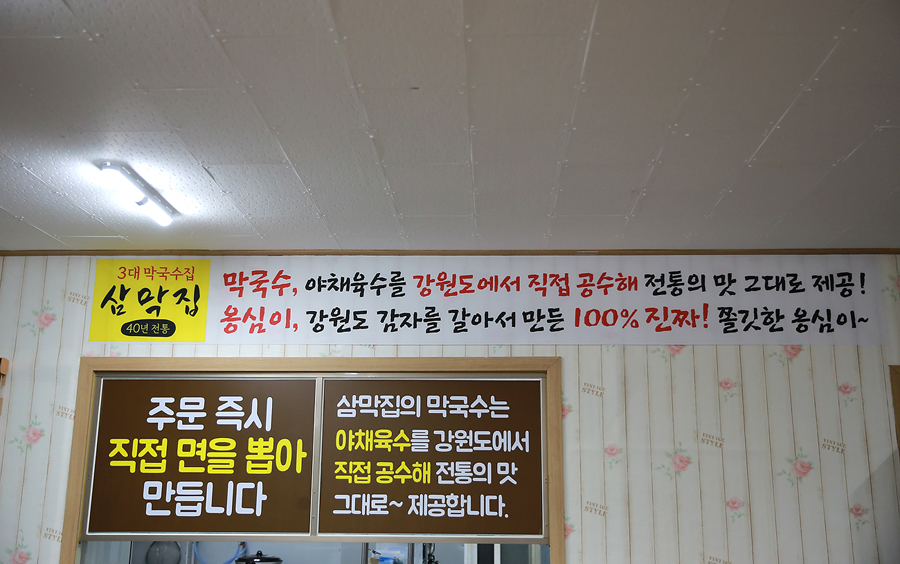 3대 막국수집
삼막집
40년 전통
막국수, 야채육수를 강원도에서 직접 공수해 전통의 맛 그대로 제공!
옹심이, 강원도 감자를 갈아서 만든 100% 진짜! 쫄깃한 옹심이~
주문 즉시
직접 면을 뽑아
만듭니다
삼막집의 막국수는
야채육수를 강원도에서
직접 공수해 전통의 맛
그대로~ 제공합니다.
STYLE
STYLE
STYLE
STYLE